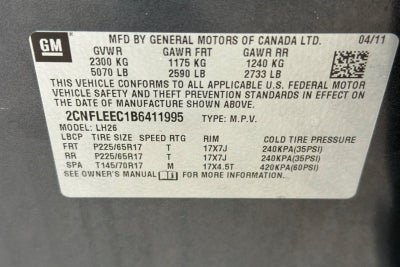 GM
MFD BY GENERAL MOTORS OF CANADA LTD. 04/11
GVWR GAWR FRT GAWR RR
2300 KG 1175 KG 1240 KG
5070 LB 2590 LB 2733 LB
THIS VEHICLE CONFORMS TO ALL APPLICABLE U.S. FEDERAL MOTOR
VEHICLE SAFETY AND THEFT PREVENTION STANDARDS IN EFFECT ON
THE DATE OF MANUFACTURE SHOWN ABOVE.
2CNFLEEC1B6411995 TYPE: M.P.V.
MODEL: LH26
LBCP TIRE SIZE SPEED RTG RIM COLD TIRE PRESSURE
FRT P225/65R17 T 17X7J 240KPA(35PSI)
RR P225/65R17 T 17X7J 240KPA(35PSI)
SPA T145/70R17 M 17X4.5T 420KPA(60PSI)
SEE OWNER'S MANUAL FOR MORE INFORMATION.